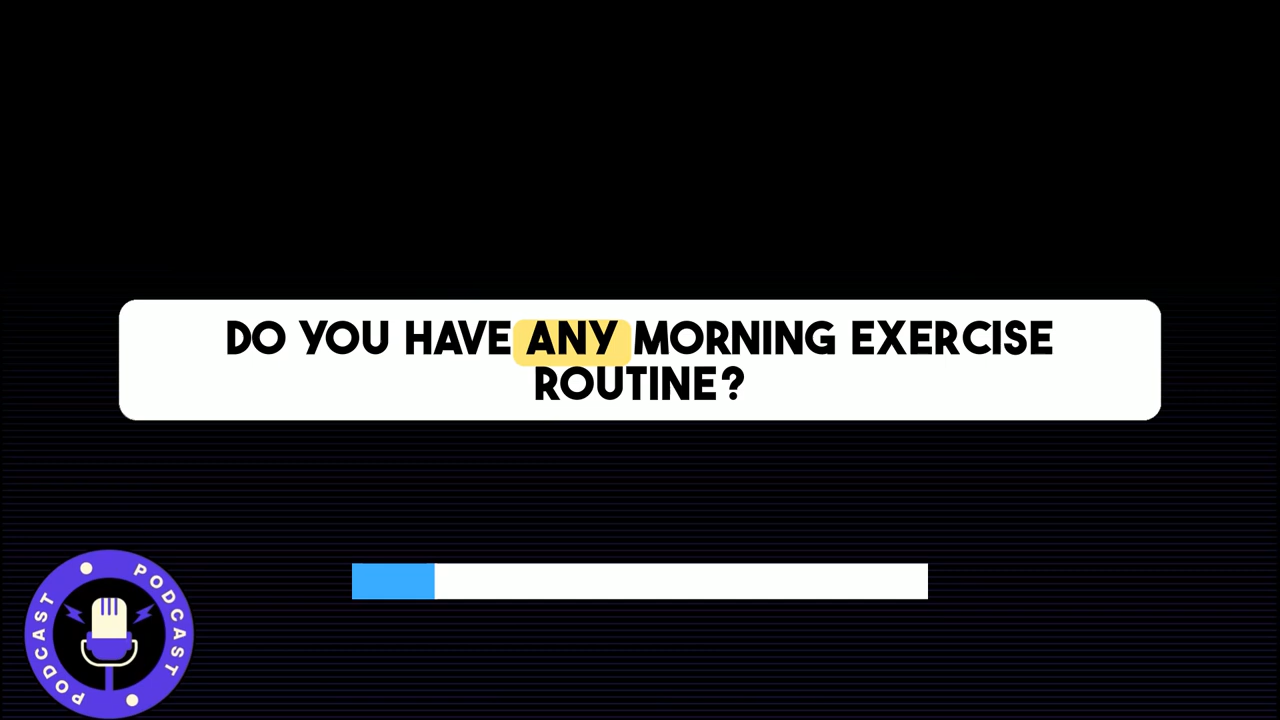 DO YOU HAVE ANY MORNING EXERCISE
ROUTINE?
PODCAST
PODCAST